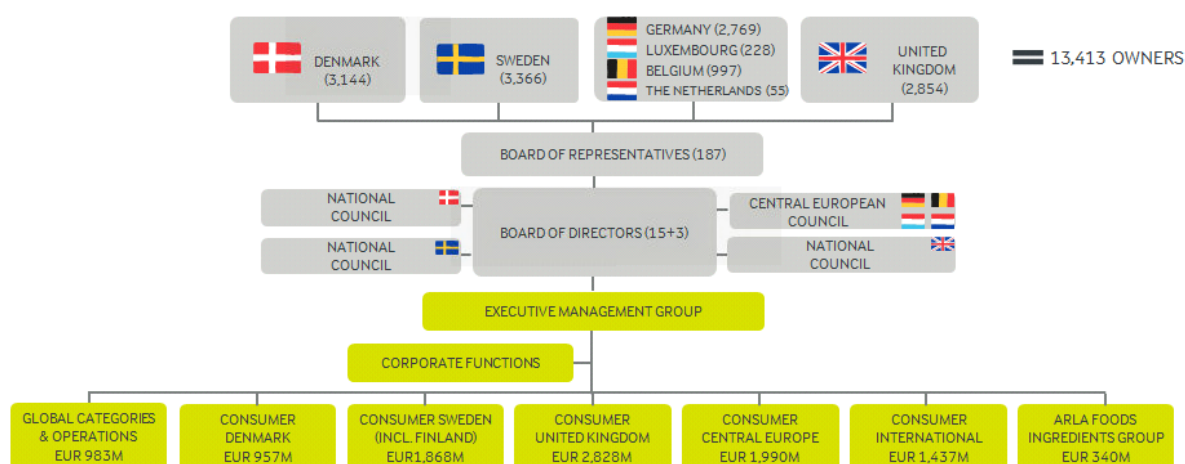 DENMARK
(3,144)
SWEDEN
(3,366)
GERMANY (2,769)
LUXEMBOURG (228)
BELGIUM (997)
THE NETHERLANDS (55)
UNITED
KINGDOM
(2,854)
= 13,413 OWNERS
BOARD OF REPRESENTATIVES (187)
NATIONAL
COUNCIL
NATIONAL
COUNCIL
BOARD OF DIRECTORS (15+3)
CENTRAL EUROPEAN
COUNCIL
NATIONAL
COUNCIL
EXECUTIVE MANAGEMENT GROUP
CORPORATE FUNCTIONS
GLOBAL CATEGORIES
& OPERATIONS
EUR 983M
CONSUMER
DENMARK
EUR 957M
CONSUMER SWEDEN
(INCL. FINLAND)
EUR1,868M
CONSUMER
UNITED KINGDOM
EUR 2,828M
CONSUMER
CENTRAL EUROPE
EUR 1,990M
CONSUMER
INTERNATIONAL
EUR 1,437M
ARLA FOODS
INGREDIENTS GROUP
EUR 340M